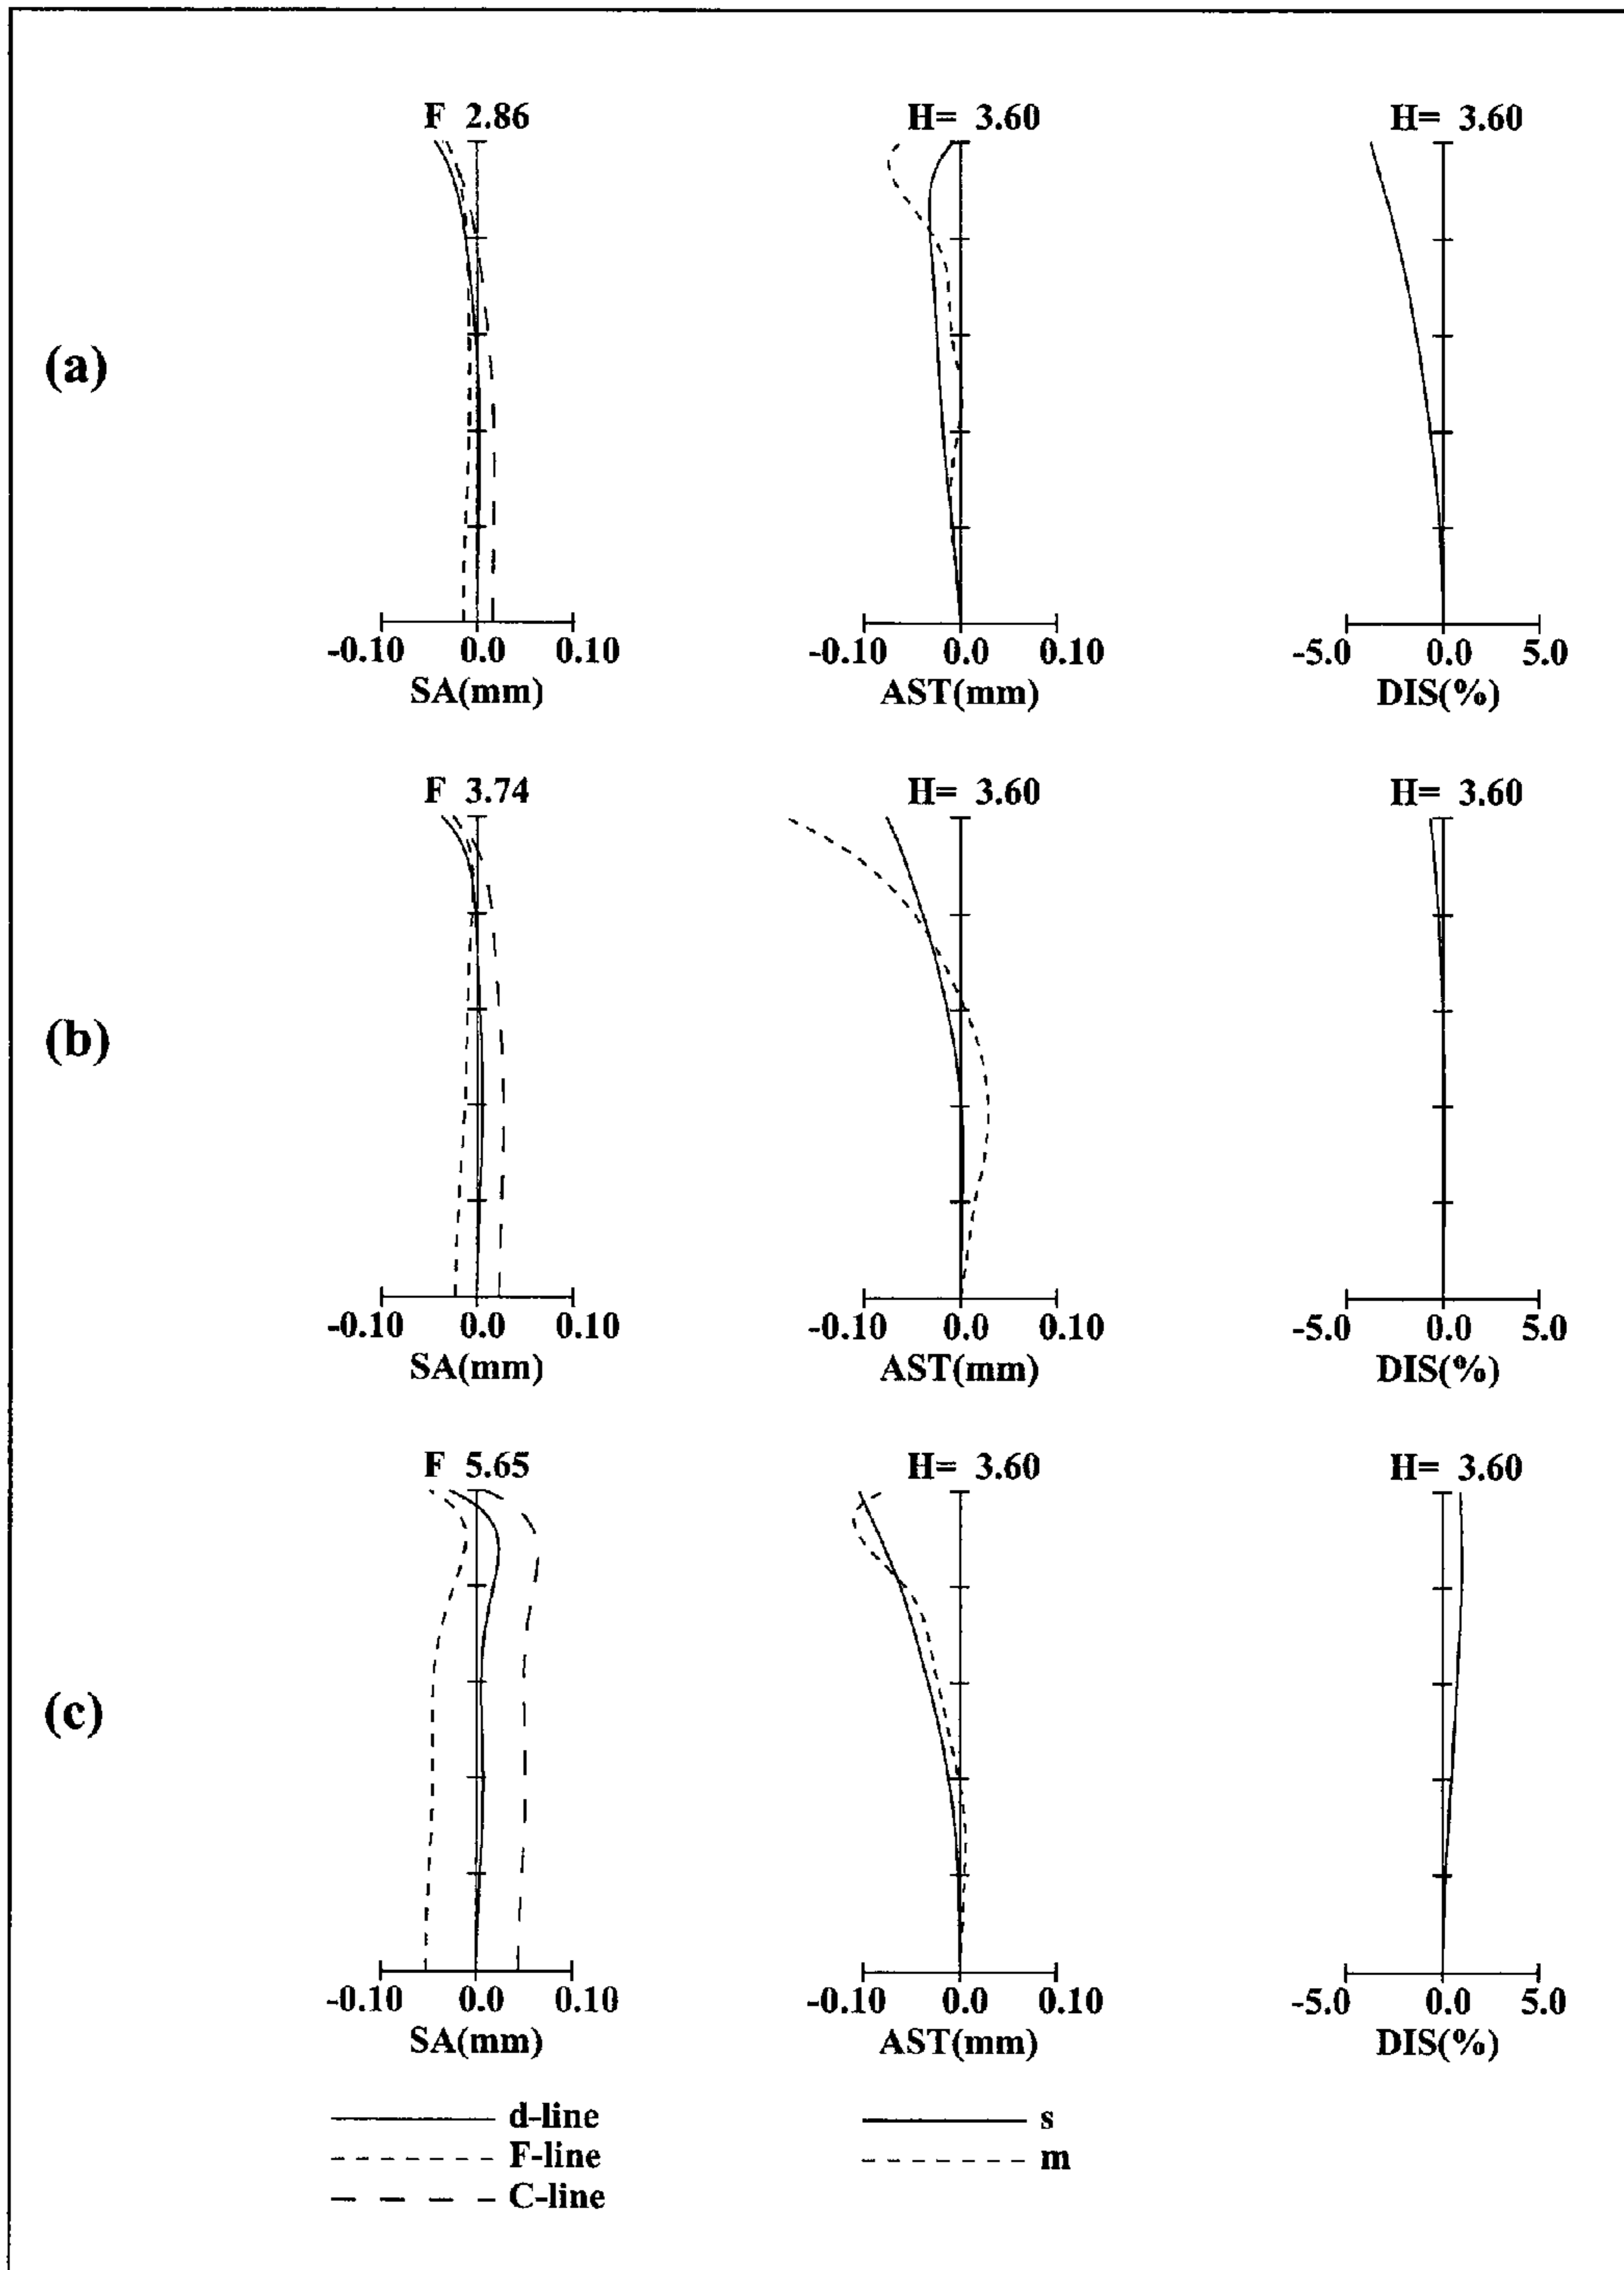 (a)
F 2.86
-0.10 0.0 0.10
SA(mm)
H= 3.60
-0.10 0.0 0.10
AST(mm)
H= 3.60
-5.0 0.0 5.0
DIS(%)
(b)
F 3.74
-0.10 0.0 0.10
SA(mm)
H= 3.60
-0.10 0.0 0.10
AST(mm)
H= 3.60
-5.0 0.0 5.0
DIS(%)
(c)
F 5.65
-0.10 0.0 0.10
SA(mm)
H= 3.60
-0.10 0.0 0.10
AST(mm)
H= 3.60
-5.0 0.0 5.0
DIS(%)
d-line
F-line
C-line
s
m